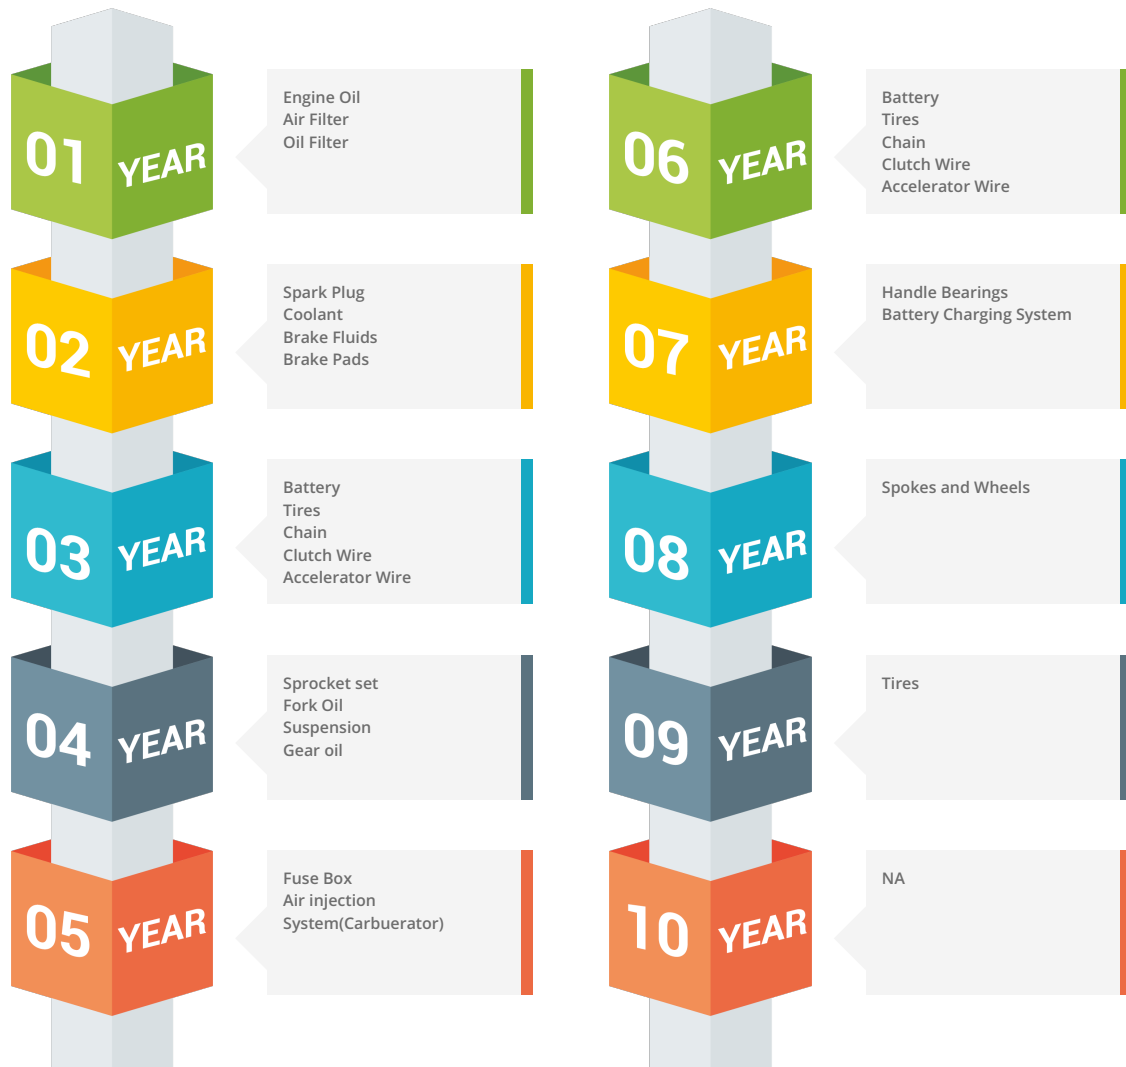 01 YEAR
Engine Oil
Air Filter
Oil Filter
02 YEAR
Spark Plug
Coolant
Brake Fluids
Brake Pads
03 YEAR
Battery
Tires
Chain
Clutch Wire
Accelerator Wire
04 YEAR
Sprocket set
Fork Oil
Suspension
Gear oil
05 YEAR
Fuse Box
Air injection
System(Carbuerator)
06 YEAR
Battery
Tires
Chain
Clutch Wire
Accelerator Wire
07 YEAR
Handle Bearings
Battery Charging System
08 YEAR
Spokes and Wheels
09 YEAR
Tires
10 YEAR
NA